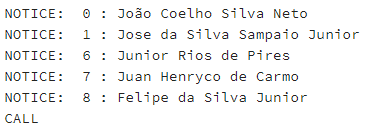 NOTICE:  0 : João Coelho Silva Neto
NOTICE:  1 : Jose da Silva Sampaio Junior
NOTICE:  6 : Junior Rios de Pires
NOTICE:  7 : Juan Henryco de Carmo
NOTICE:  8 : Felipe da Silva Junior
CALL